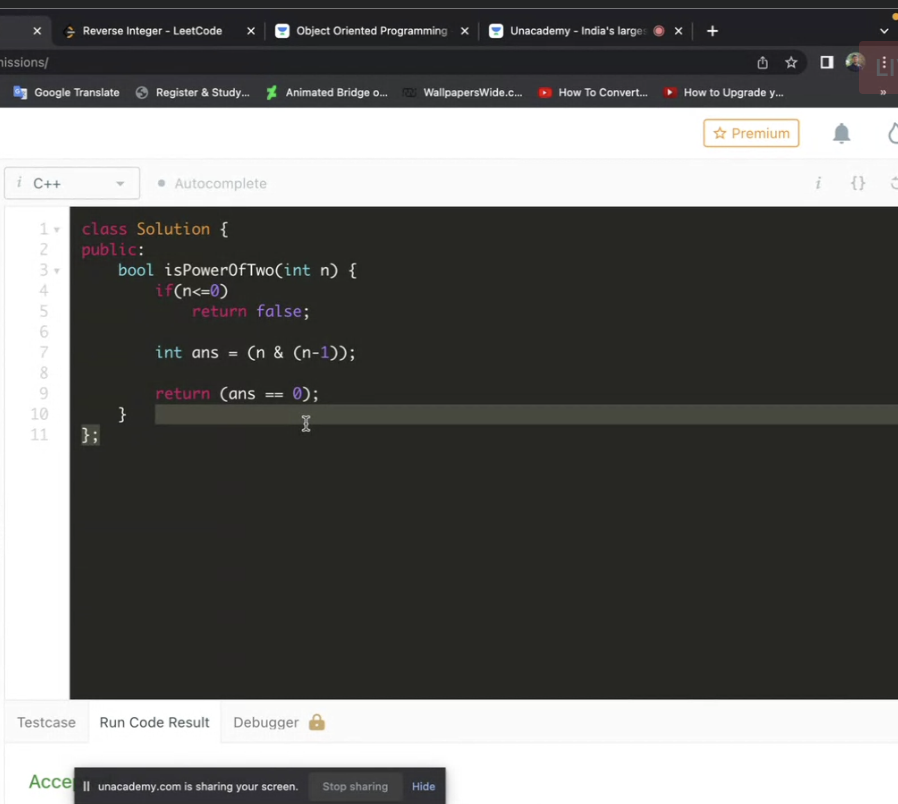 Reverse Integer - LeetCode
Object Oriented Programming
Unacademy - India's large
nissions/
Google Translate
Register & Study...
Animated Bridge o...
WallpapersWide.c...
How To Convert...
How to Upgrade y...
»
Premium
i C++
Autocomplete
i {}
1 class Solution {
2 public:
3 bool isPowerOfTwo(int n) {
4 if(n<=0)
5 return false;
6
7 int ans = (n & (n-1));
8
9 return (ans == 0);
10 }
11 };
Testcase
Run Code Result
Debugger
unacademy.com is sharing your screen.
Stop sharing
Hide